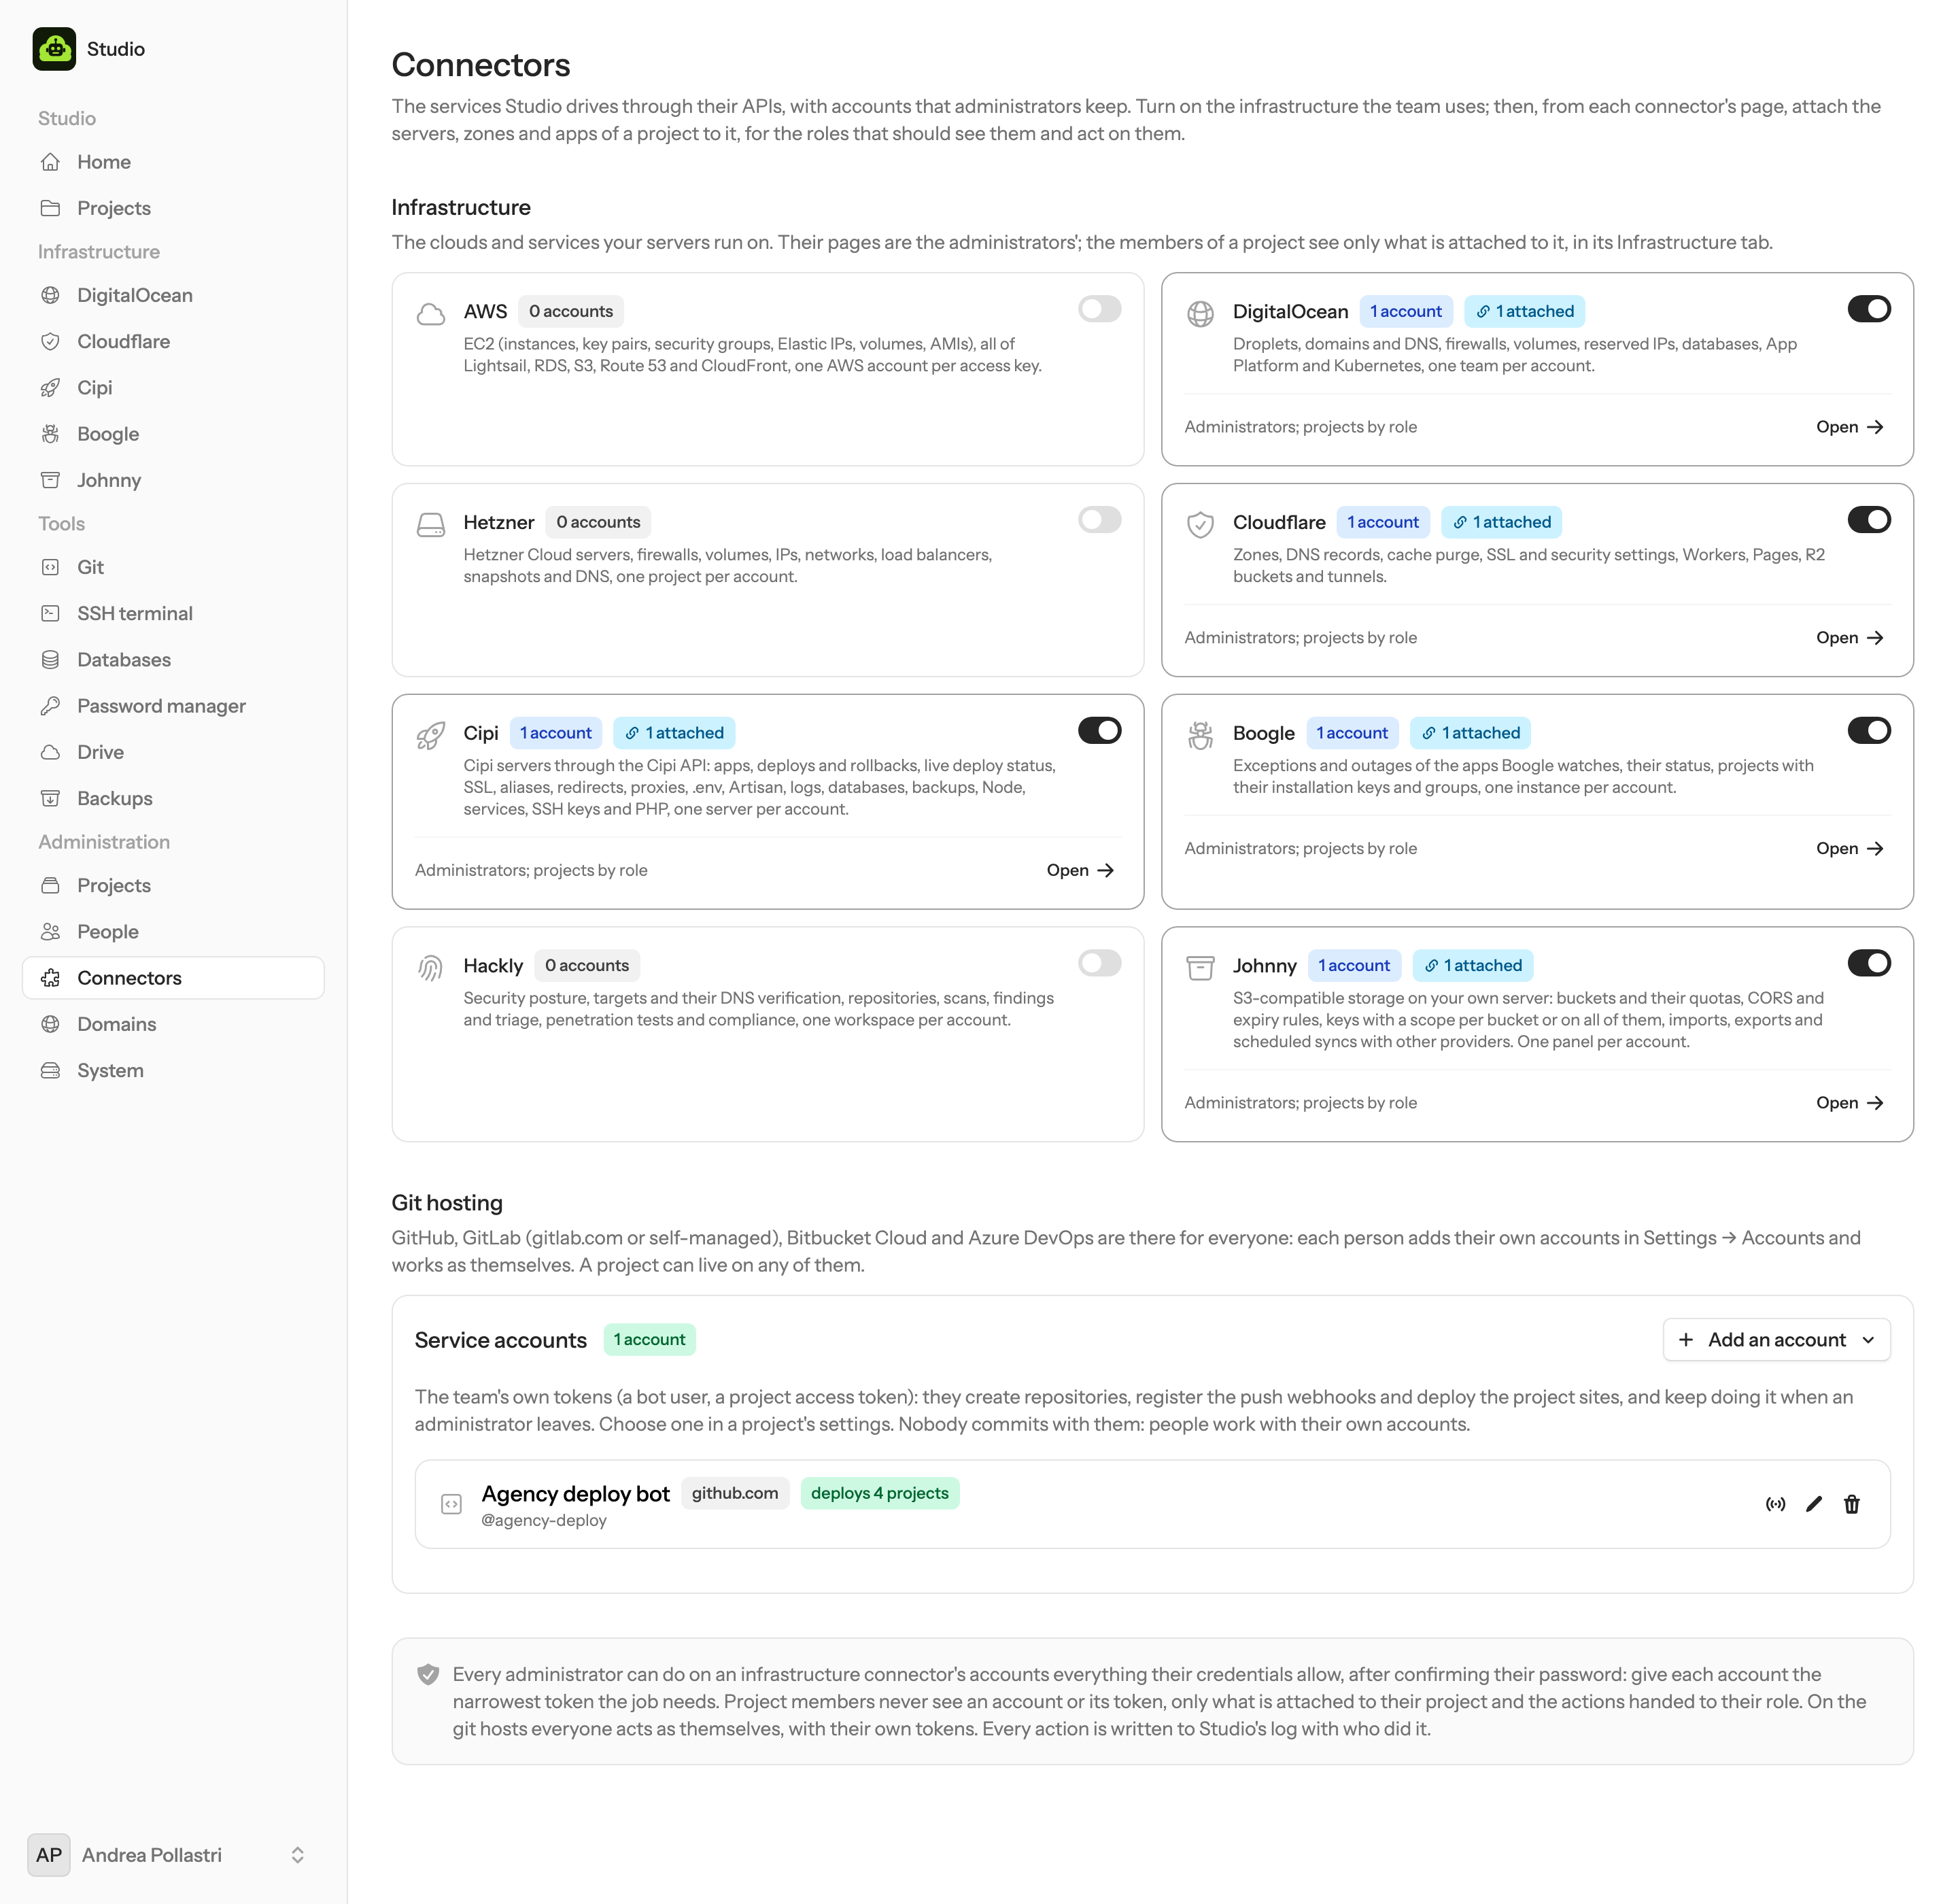 Studio
Studio
Home
Projects
Infrastructure
DigitalOcean
Cloudflare
Cipi
Boogle
Johnny
Tools
Git
SSH terminal
Databases
Password manager
Drive
Backups
Administration
Projects
People
Connectors
Domains
System
AP Andrea Pollastri
Connectors
The services Studio drives through their APIs, with accounts that administrators keep. Turn on the infrastructure the team uses; then, from each connector's page, attach the
servers, zones and apps of a project to it, for the roles that should see them and act on them.
Infrastructure
The clouds and services your servers run on. Their pages are the administrators'; the members of a project see only what is attached to it, in its Infrastructure tab.
AWS 0 accounts
EC2 (instances, key pairs, security groups, Elastic IPs, volumes, AMIs), all of
Lightsail, RDS, S3, Route 53 and CloudFront, one AWS account per access key.
DigitalOcean 1 account 1 attached
Droplets, domains and DNS, firewalls, volumes, reserved IPs, databases, App
Platform and Kubernetes, one team per account.
Administrators; projects by role Open
Hetzner 0 accounts
Hetzner Cloud servers, firewalls, volumes, IPs, networks, load balancers,
snapshots and DNS, one project per account.
Cloudflare 1 account 1 attached
Zones, DNS records, cache purge, SSL and security settings, Workers, Pages, R2
buckets and tunnels.
Administrators; projects by role Open
Cipi 1 account 1 attached
Cipi servers through the Cipi API: apps, deploys and rollbacks, live deploy status,
SSL, aliases, redirects, proxies, .env, Artisan, logs, databases, backups, Node,
services, SSH keys and PHP, one server per account.
Administrators; projects by role Open
Boogle 1 account 1 attached
Exceptions and outages of the apps Boogle watches, their status, projects with
their installation keys and groups, one instance per account.
Administrators; projects by role Open
Hackly 0 accounts
Security posture, targets and their DNS verification, repositories, scans, findings
and triage, penetration tests and compliance, one workspace per account.
Johnny 1 account 1 attached
S3-compatible storage on your own server: buckets and their quotas, CORS and
expiry rules, keys with a scope per bucket or on all of them, imports, exports and
scheduled syncs with other providers. One panel per account.
Administrators; projects by role Open
Git hosting
GitHub, GitLab (gitlab.com or self-managed), Bitbucket Cloud and Azure DevOps are there for everyone: each person adds their own accounts in Settings → Accounts and
works as themselves. A project can live on any of them.
Service accounts 1 account
Add an account
The team's own tokens (a bot user, a project access token): they create repositories, register the push webhooks and deploy the project sites, and keep doing it when an
administrator leaves. Choose one in a project's settings. Nobody commits with them: people work with their own accounts.
Agency deploy bot github.com deploys 4 projects
@agency-deploy
Every administrator can do on an infrastructure connector's accounts everything their credentials allow, after confirming their password: give each account the
narrowest token the job needs. Project members never see an account or its token, only what is attached to their project and the actions handed to their role. On the
git hosts everyone acts as themselves, with their own tokens. Every action is written to Studio's log with who did it.